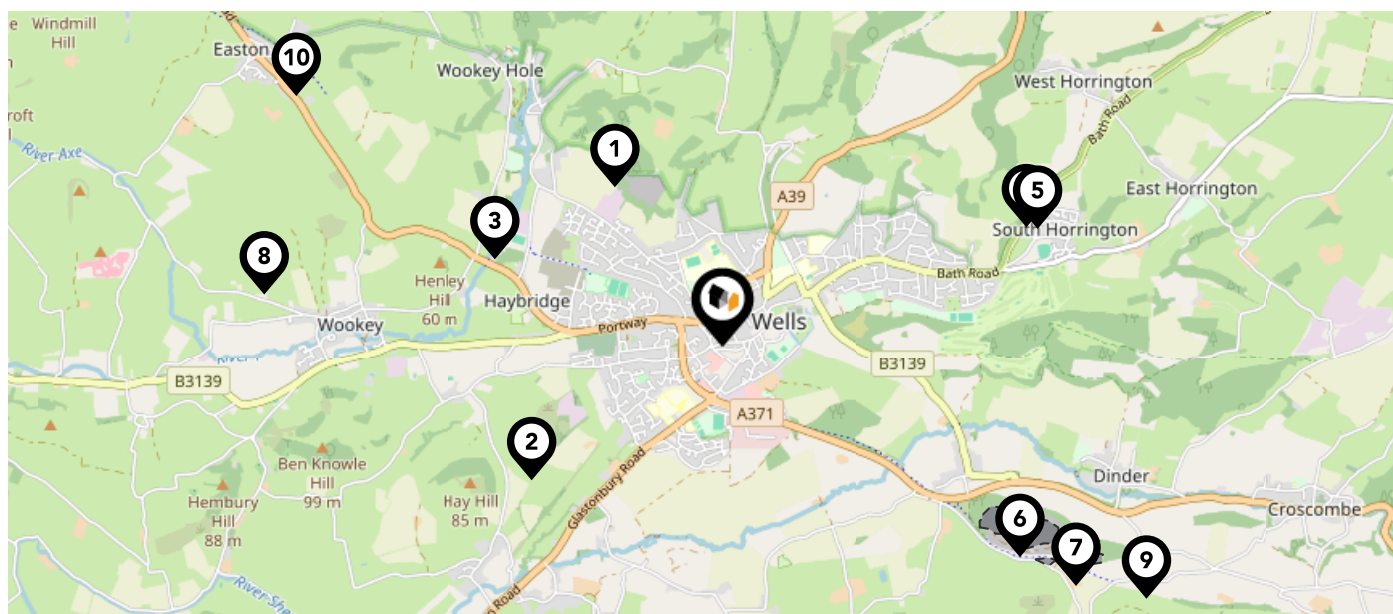 Windmill
Hill
Easton
10
Wookey Hole
West Horrington
Bath Road
River Axe
1
A39
5
East Horrington
3
South Horrington
8
Henley
Hill
60 m
Haybridge
Bath Road
Wookey
Portway
Wells
B3139
B3139
A371
2
Ben Knowle
Hill
99 m
Hembury
Hill
88 m
Hay Hill
85 m
Glastonbury Road
Dinder
Croscombe
6
7
9
River She
Road